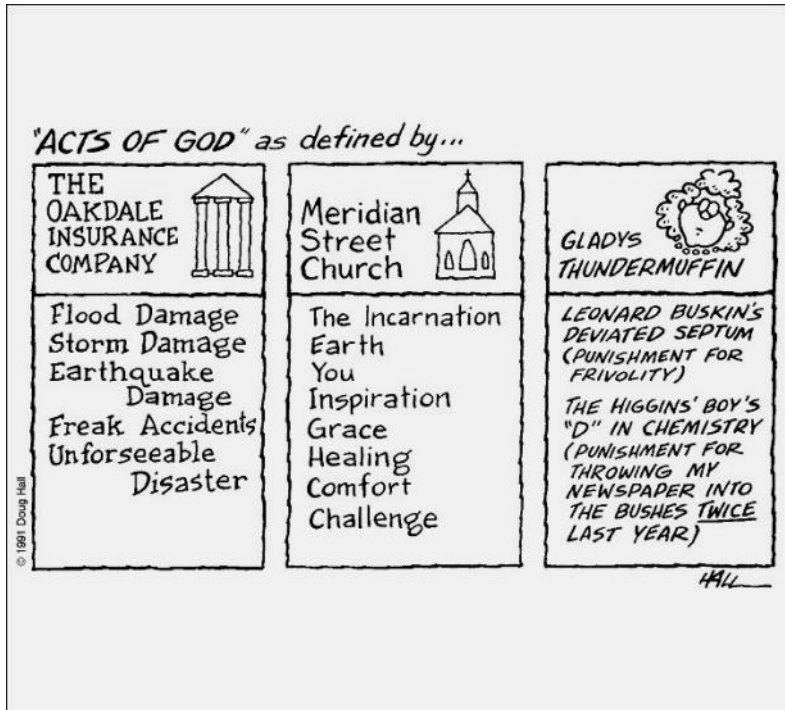 "ACTS OF GOD" as defined by...
THE
OAKDALE
INSURANCE
COMPANY
Flood Damage
Storm Damage
Earthquake
Damage
Freak Accidents
Unforseeable
Disaster
Meridian
Street
Church
The Incarnation
Earth
You
Inspiration
Grace
Healing
Comfort
Challenge
GLADYS
THUNDERMUFFIN
LEONARD BUSKIN'S
DEVIATED SEPTUM
(PUNISHMENT FOR
FRIVOLITY)
THE HIGGINS' BOY'S
"D" IN CHEMISTRY
(PUNISHMENT FOR
THROWING MY
NEWSPAPER INTO
THE BUSHES TWICE
LAST YEAR)
© 1991 Doug Hall
HALL